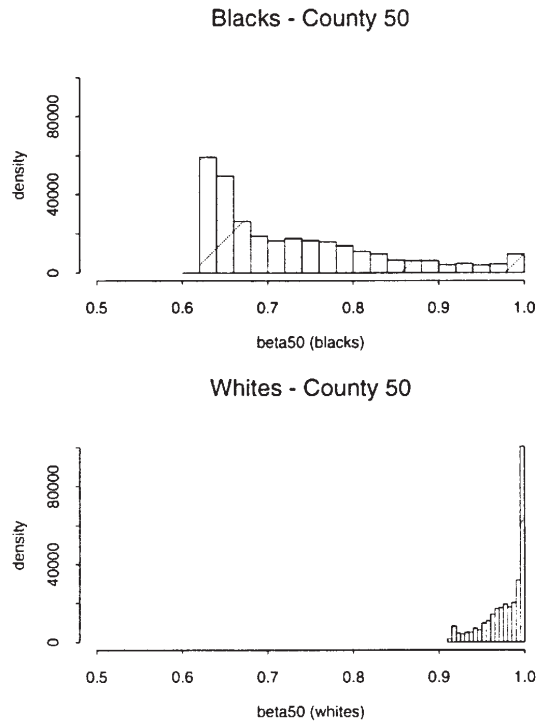 Blacks - County 50
density
80000
40000
0
0.5 0.6 0.7 0.8 0.9 1.0
beta50 (blacks)
Whites - County 50
density
80000
40000
0
0.5 0.6 0.7 0.8 0.9 1.0
beta50 (whites)